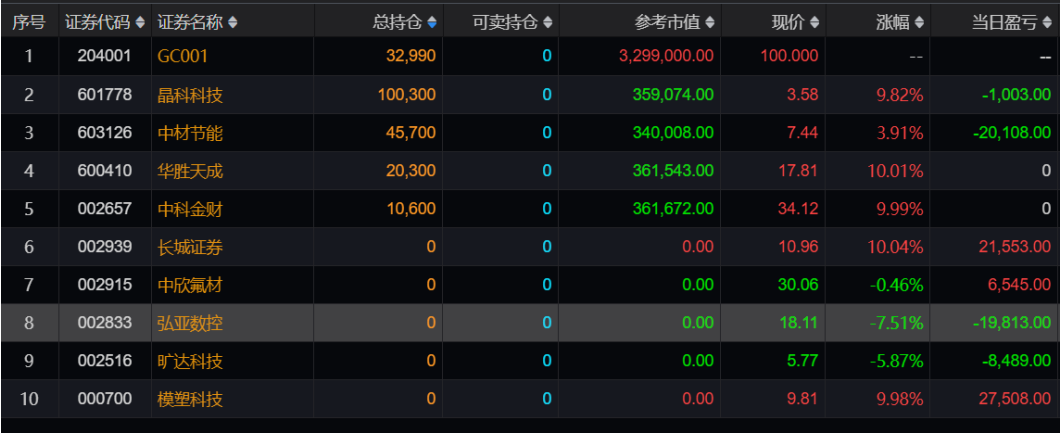 序号 证券代码 证券名称 总持仓 可卖持仓 参考市值 现价 涨幅 当日盈亏
1 204001 GC001 32,990 0 3,299,000.00 100.000 -- --
2 601778 晶科科技 100,300 0 359,074.00 3.58 9.82% -1,003.00
3 603126 中材节能 45,700 0 340,008.00 7.44 3.91% -20,108.00
4 600410 华胜天成 20,300 0 361,543.00 17.81 10.01% 0
5 002657 中科金财 10,600 0 361,672.00 34.12 9.99% 0
6 002939 长城证券 0 0 0.00 10.96 10.04% 21,553.00
7 002915 中欣氟材 0 0 0.00 30.06 -0.46% 6,545.00
8 002833 弘亚数控 0 0 0.00 18.11 -7.51% -19,813.00
9 002516 旷达科技 0 0 0.00 5.77 -5.87% -8,489.00
10 000700 模塑科技 0 0 0.00 9.81 9.98% 27,508.00